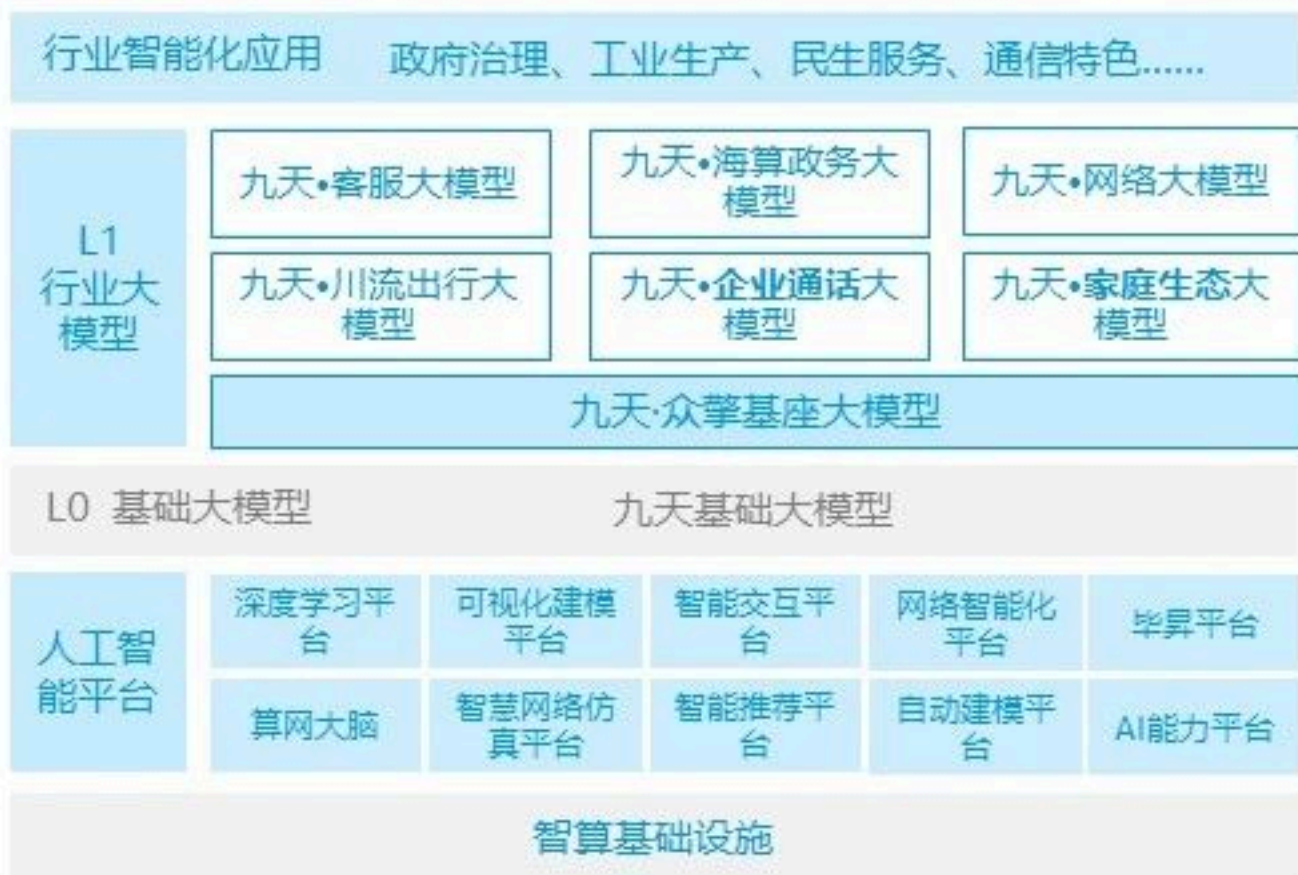 行业智能化应用 政府治理、工业生产、民生服务、通信特色......
L1
行业大
模型
九天•客服大模型
九天•海算政务大
模型
九天•网络大模型
九天•川流出行大
模型
九天•企业通话大
模型
九天•家庭生态大
模型
九天·众擎基座大模型
L0 基础大模型
九天基础大模型
人工智
能平台
深度学习平
台
可视化建模
平台
智能交互平
台
网络智能化
平台
毕昇平台
算网大脑
智慧网络仿
真平台
智能推荐平
台
自动建模平
台
AI能力平台
智算基础设施